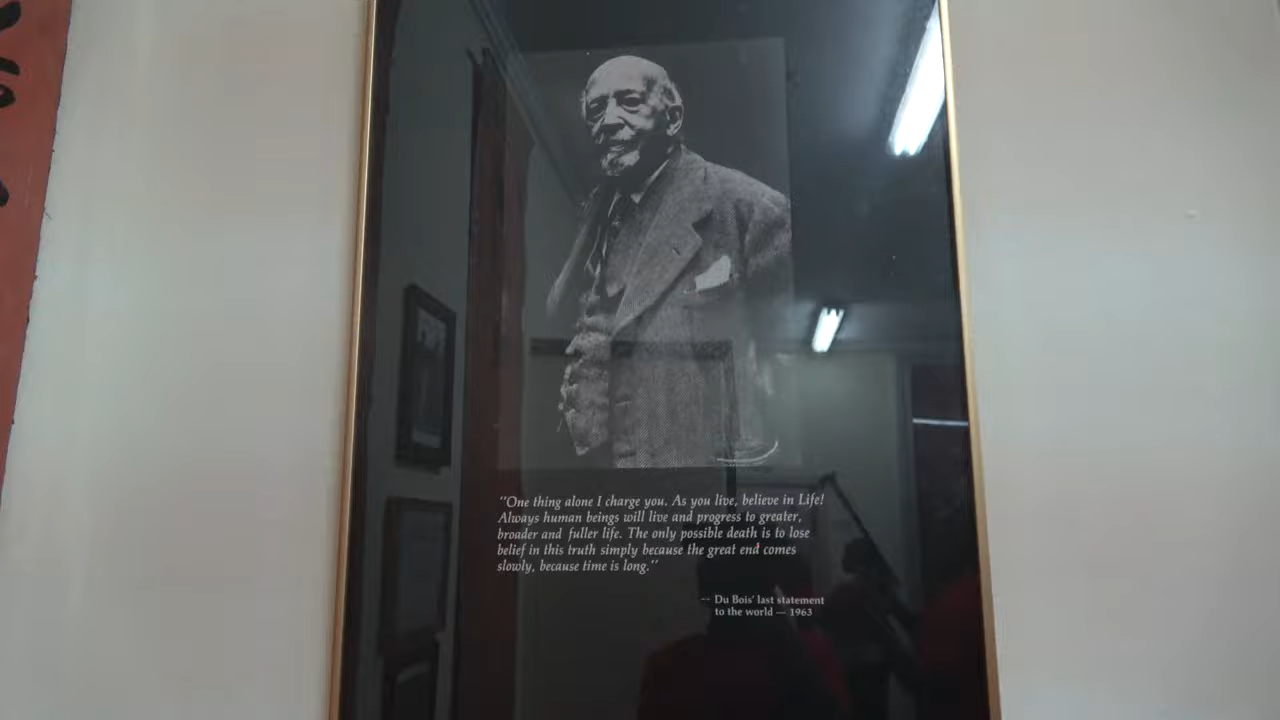 “One thing alone I charge you. As you live, believe in Life!
Always human beings will live and progress to greater,
broader and fuller life. The only possible death is to lose
belief in this truth simply because the great end comes
slowly, because time is long.”
— Du Bois' last statement
to the world — 1963